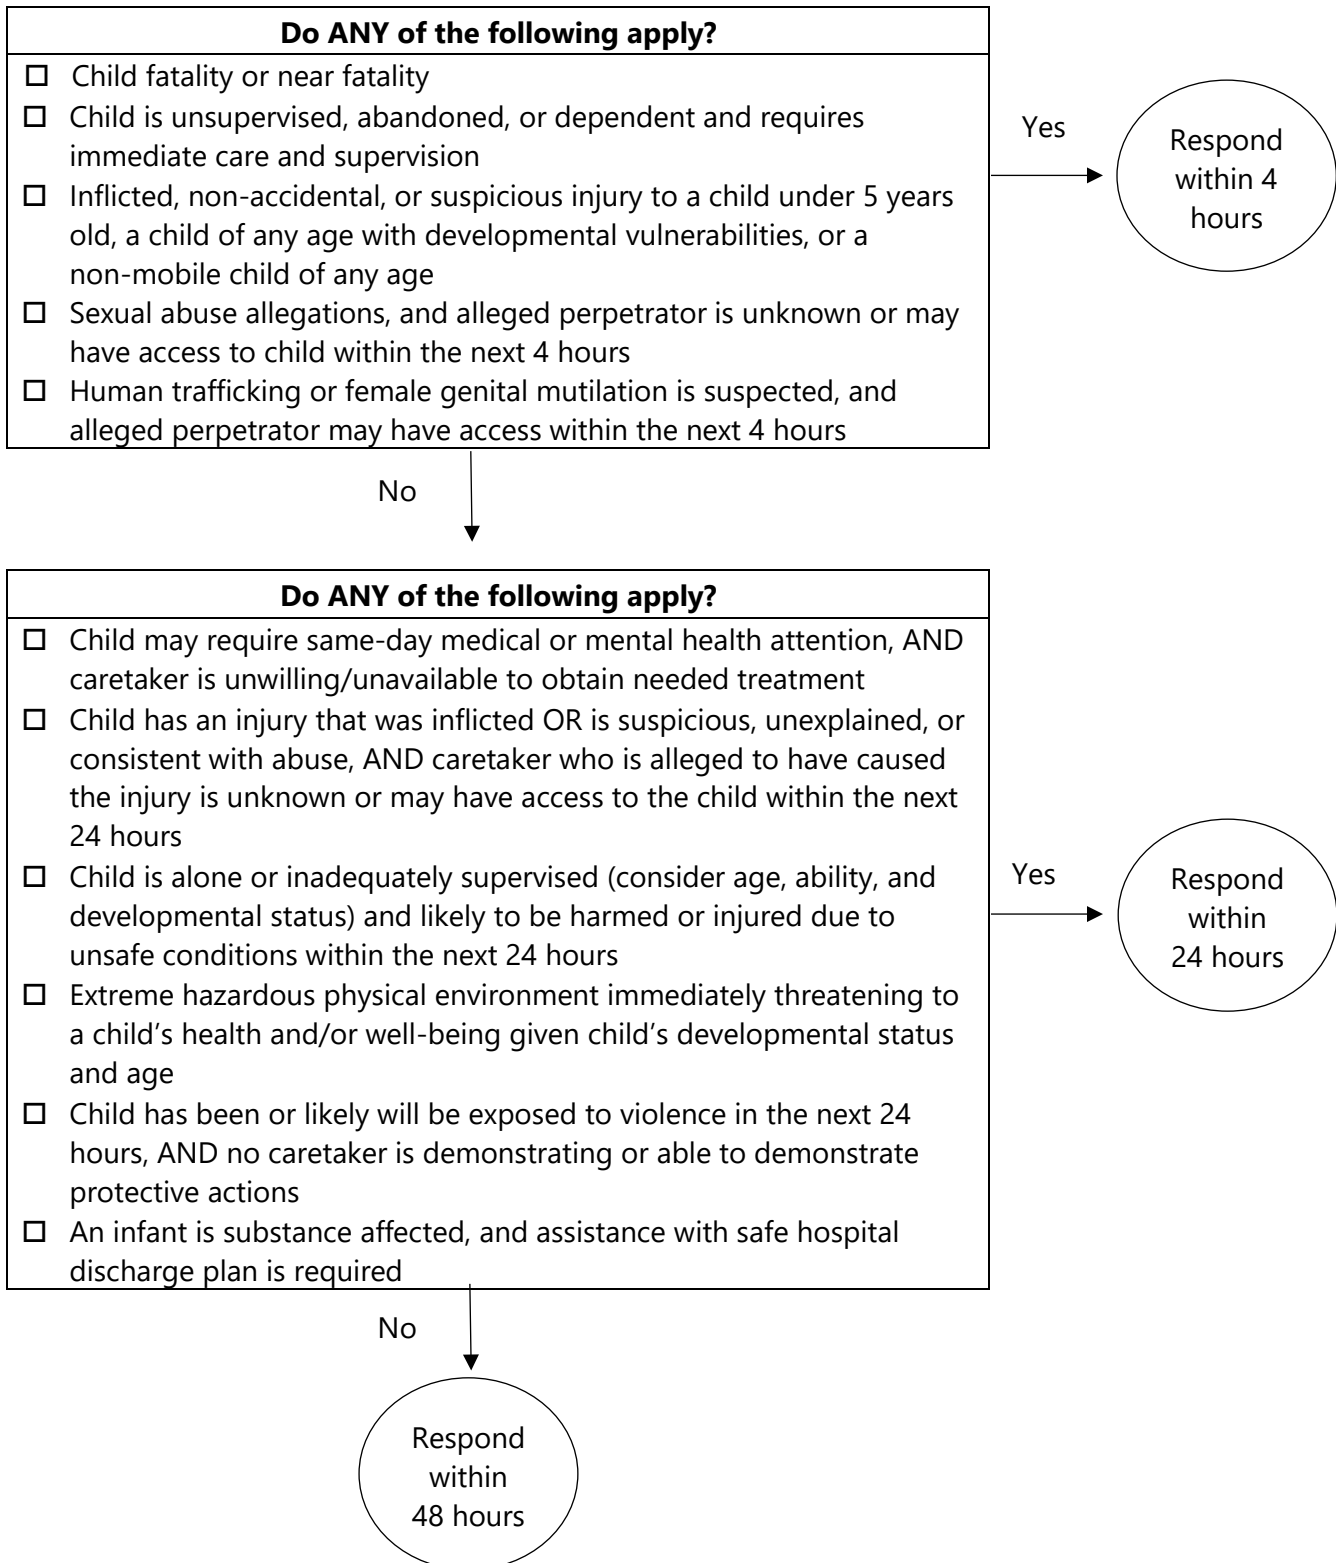 Do ANY of the following apply?
☐ Child fatality or near fatality
☐ Child is unsupervised, abandoned, or dependent and requires
immediate care and supervision
☐ Inflicted, non-accidental, or suspicious injury to a child under 5 years
old, a child of any age with developmental vulnerabilities, or a
non-mobile child of any age
☐ Sexual abuse allegations, and alleged perpetrator is unknown or may
have access to child within the next 4 hours
☐ Human trafficking or female genital mutilation is suspected, and
alleged perpetrator may have access within the next 4 hours
Yes
Respond
within 4
hours
No
Do ANY of the following apply?
☐ Child may require same-day medical or mental health attention, AND
caretaker is unwilling/unavailable to obtain needed treatment
☐ Child has an injury that was inflicted OR is suspicious, unexplained, or
consistent with abuse, AND caretaker who is alleged to have caused
the injury is unknown or may have access to the child within the next
24 hours
☐ Child is alone or inadequately supervised (consider age, ability, and
developmental status) and likely to be harmed or injured due to
unsafe conditions within the next 24 hours
☐ Extreme hazardous physical environment immediately threatening to
a child’s health and/or well-being given child’s developmental status
and age
☐ Child has been or likely will be exposed to violence in the next 24
hours, AND no caretaker is demonstrating or able to demonstrate
protective actions
☐ An infant is substance affected, and assistance with safe hospital
discharge plan is required
Yes
Respond
within
24 hours
No
Respond
within
48 hours